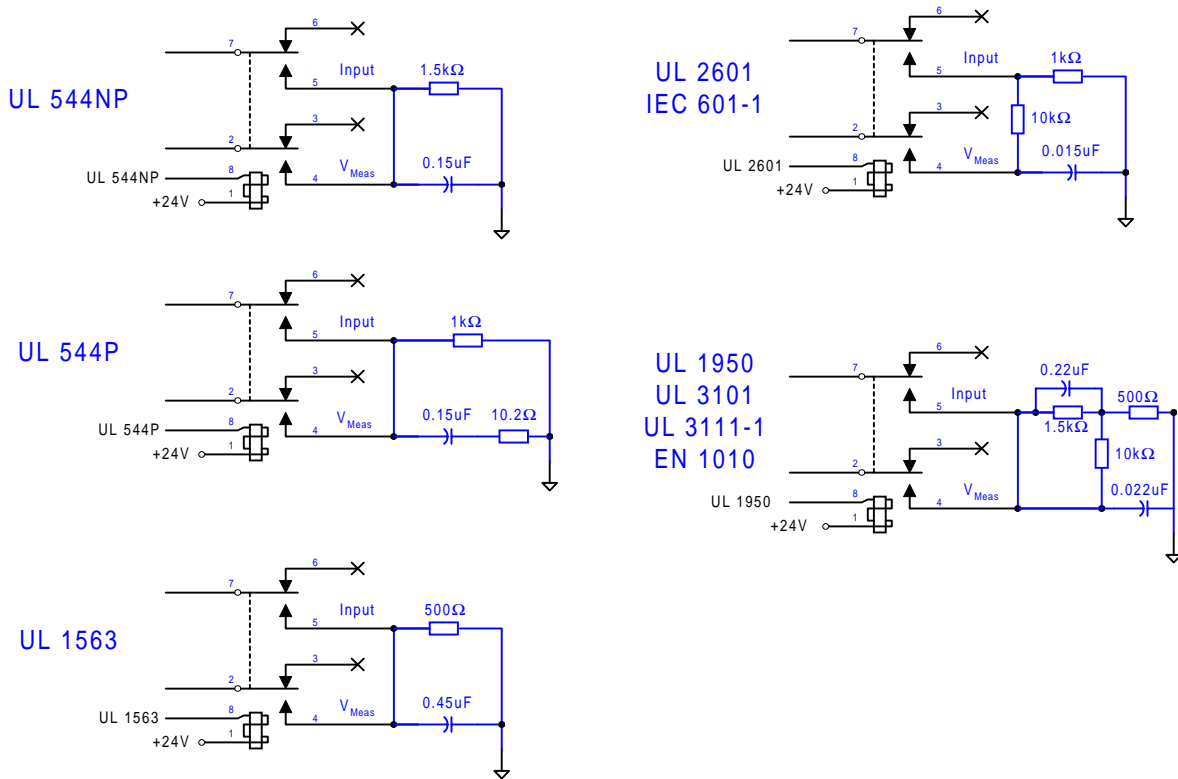 UL 544NP
6
7
Input
5
1.5kΩ
3
2
V Meas
4
0.15uF
UL 544NP
8
1
+24V
UL 2601
IEC 601-1
6
7
Input
5
1kΩ
10kΩ
3
2
V Meas
4
0.015uF
UL 2601
8
1
+24V
UL 544P
6
7
Input
5
1kΩ
3
2
V Meas
4
0.15uF
10.2Ω
UL 544P
8
1
+24V
UL 1950
UL 3101
UL 3111-1
EN 1010
6
7
Input
5
0.22uF
1.5kΩ
500Ω
10kΩ
3
2
V Meas
4
0.022uF
UL 1950
8
1
+24V
UL 1563
6
7
Input
5
500Ω
3
2
V Meas
4
0.45uF
UL 1563
8
1
+24V